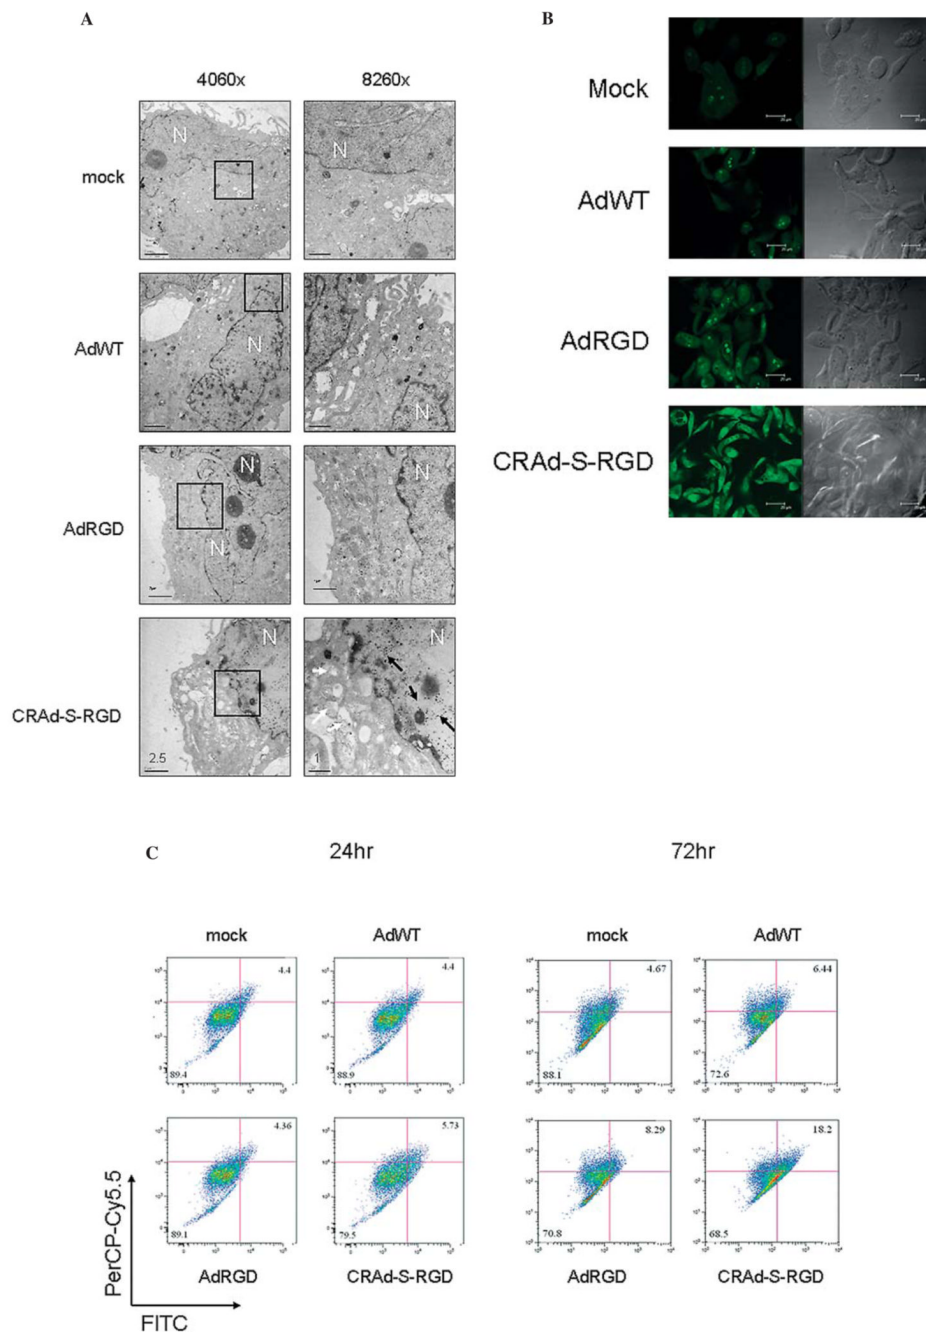 A
4060x
8260x
mock
N
N
AdWT
N
N
AdRGD
N
N
N
CRAd-S-RGD
N
N
2.5
1
B
Mock
AdWT
AdRGD
CRAd-S-RGD
C
24hr
72hr
mock
AdWT
mock
AdWT
4.4
4.4
4.67
6.44
89.4
88.9
88.1
72.6
4.36
5.73
8.29
18.2
89.1
79.5
70.8
68.5
AdRGD
CRAd-S-RGD
AdRGD
CRAd-S-RGD
PerCP-Cy5.5
FITC